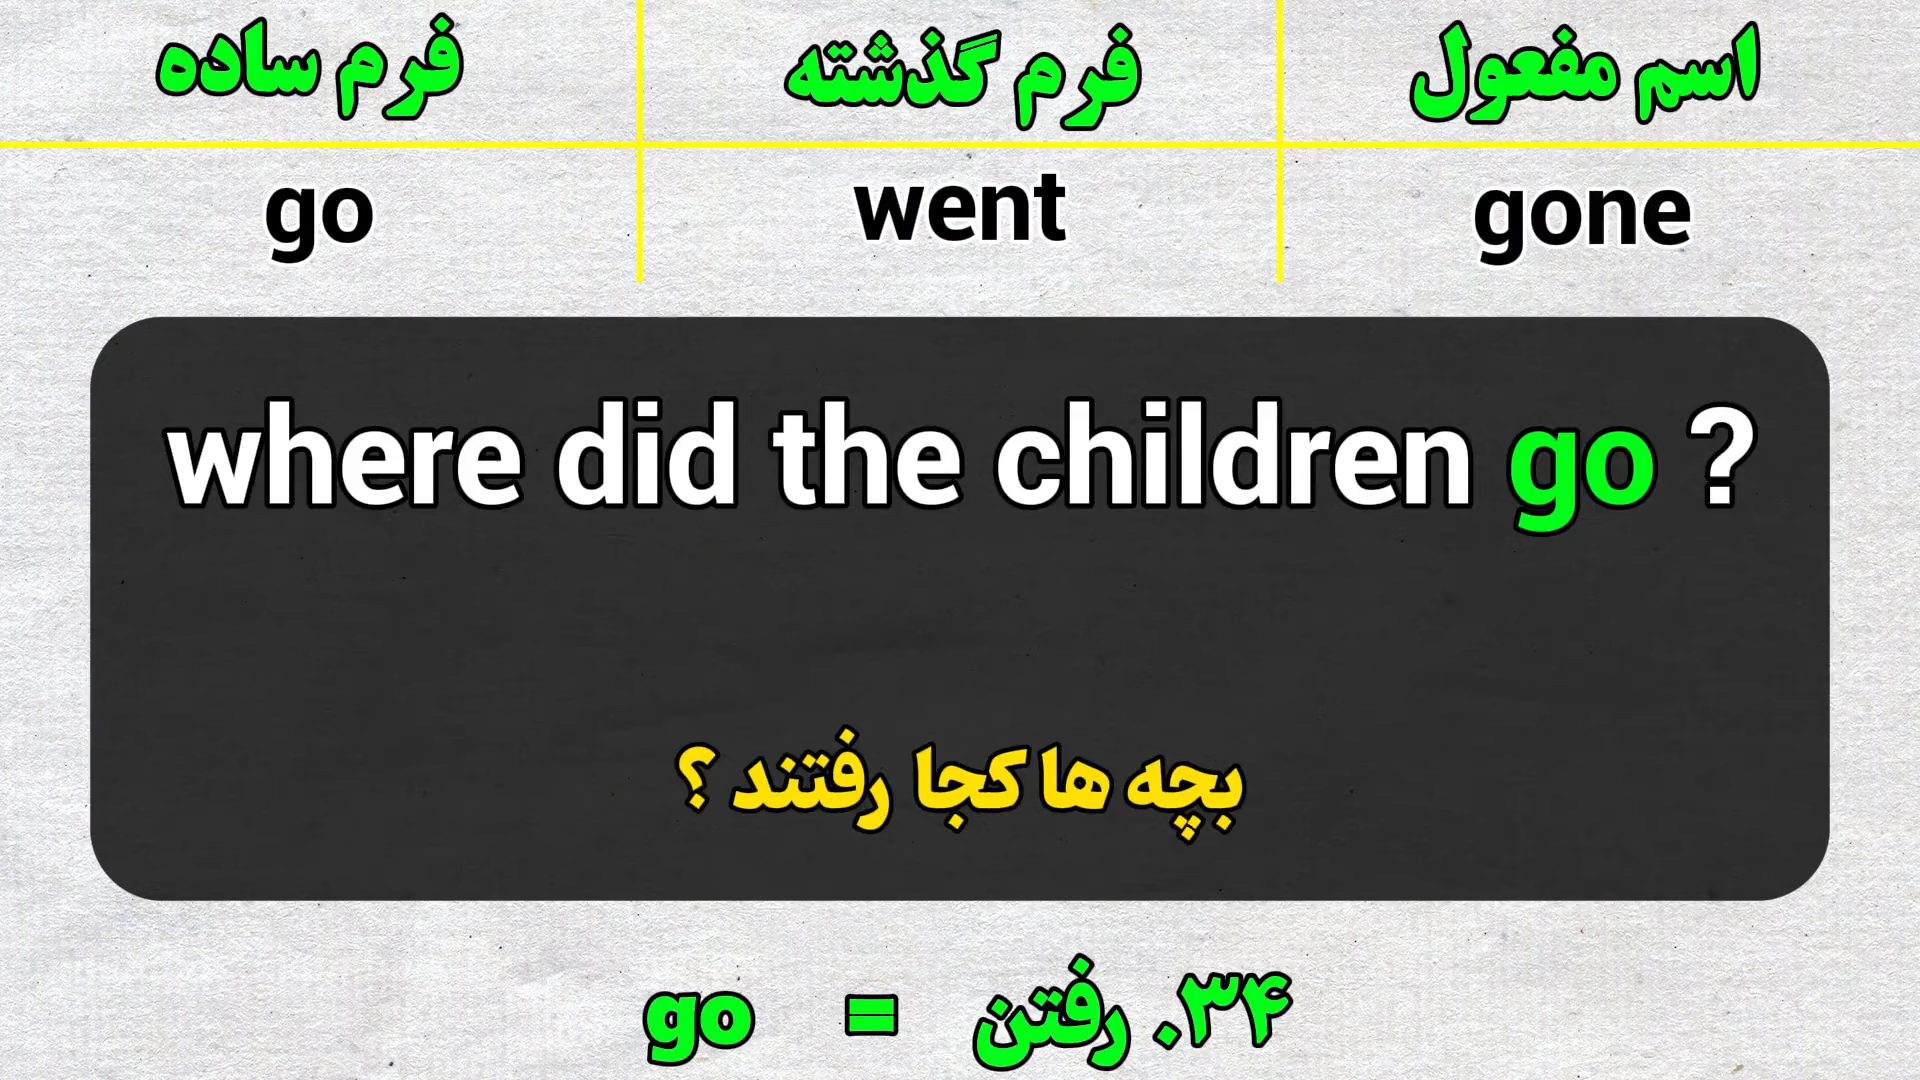 فرم ساده فرم گذشته اسم مفعول
go went gone
where did the children go ?
بچه ها کجا رفتند ؟
۳۴. رفتن = go